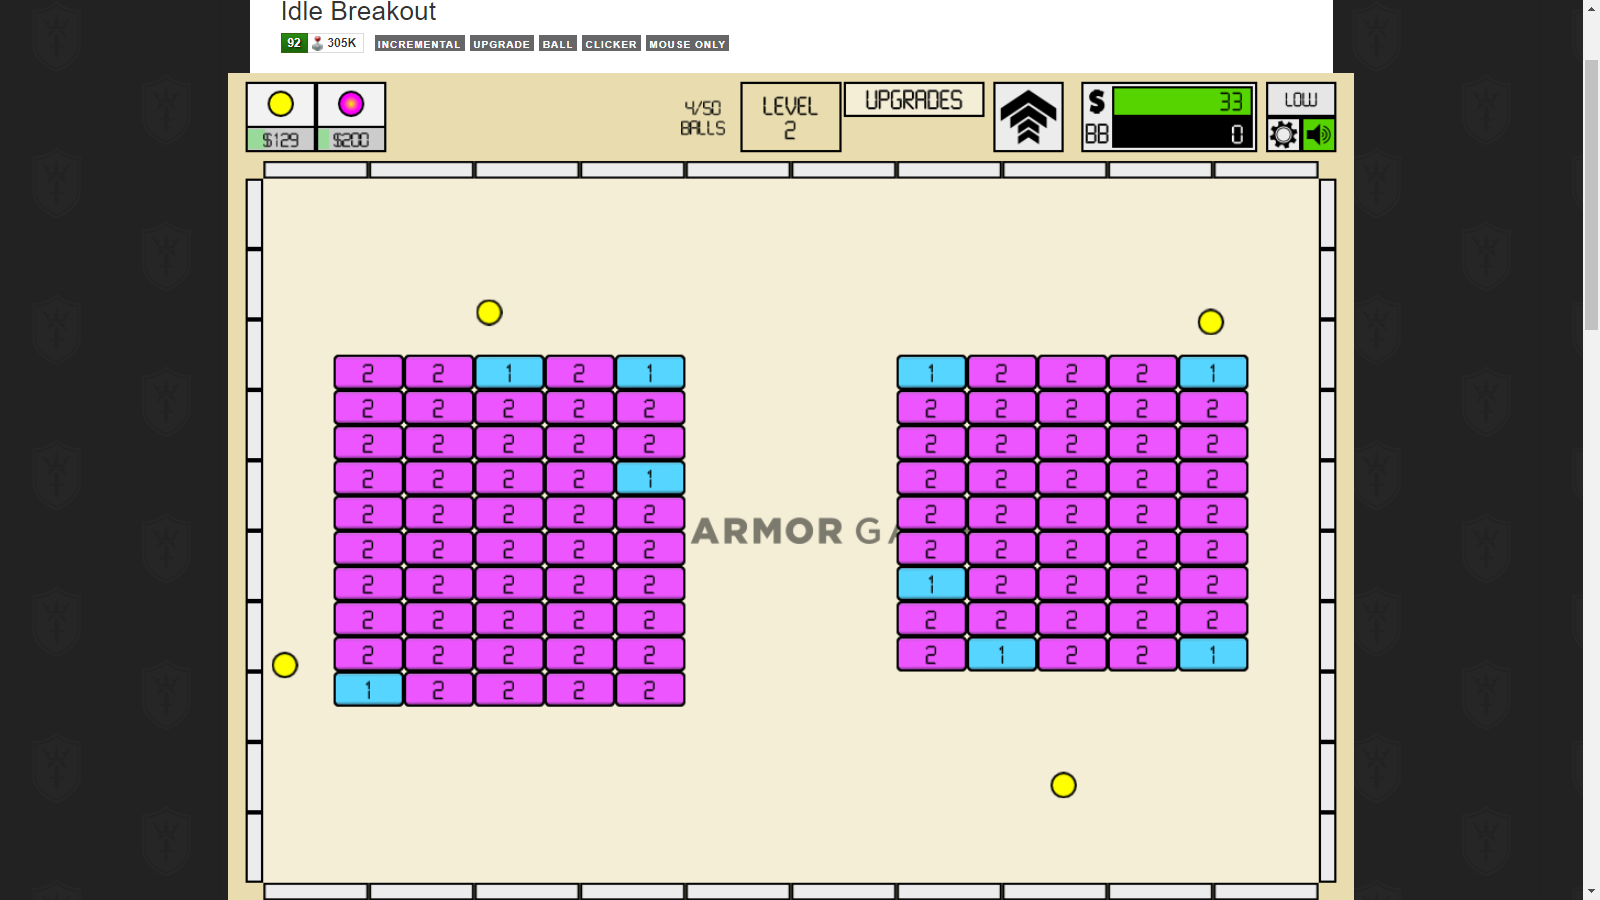 Idle Breakout
92 305K INCREMENTAL UPGRADE BALL CLICKER MOUSE ONLY
$129 $200
4/50
BALLS
LEVEL
2
UPGRADES
$ 33
BB 0
LOW
2 2 1 2 1 1 2 2 2 1
2 2 2 2 2 2 2 2 2 2
2 2 2 2 2 2 2 2 2 2
2 2 2 2 1 2 2 2 2 2
2 2 2 2 2 2 2 2 2 2
ARMOR GA
2 2 2 2 2 2 2 2 2 2
2 2 2 2 2 1 2 2 2 2
2 2 2 2 2 2 2 2 2 2
2 2 2 2 2 2 1 2 2 1
1 2 2 2 2